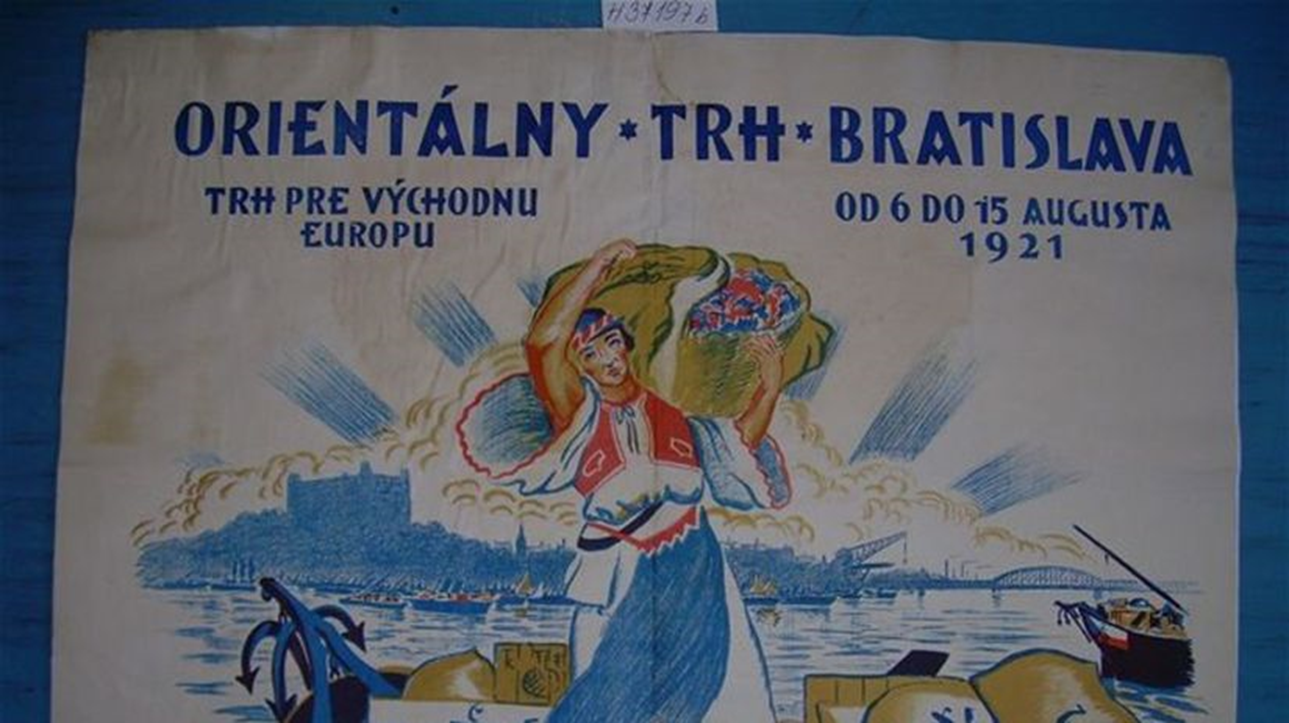 H37197b
ORIENTÁLNY * TRH * BRATISLAVA
TRH PRE VÝCHODNU
EUROPU
OD 6 DO 15 AUGUSTA
1921